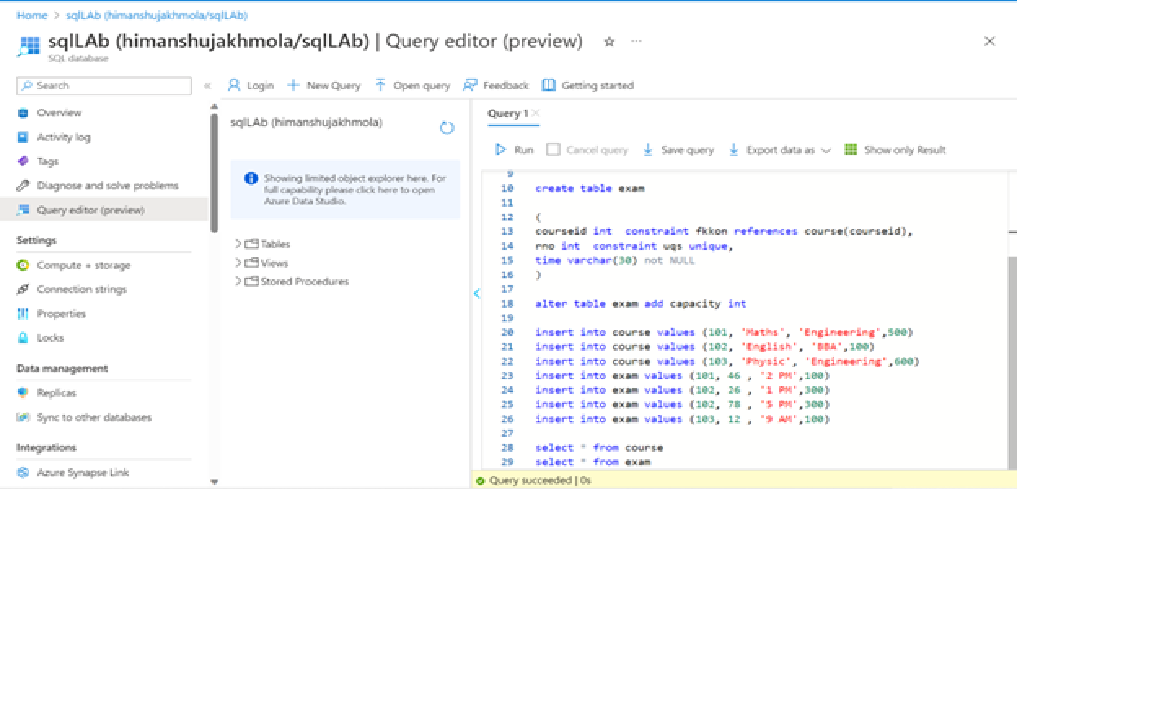 Home > sqlLAb (himanshujakhmola/sqlLAb)
sqlLAb (himanshujakhmola/sqlLAb) | Query editor (preview)
SQL database
Search
Login
New Query
Open query
Feedback
Getting started
Overview
Activity log
Tags
Diagnose and solve problems
Query editor (preview)
Settings
Compute + storage
Connection strings
Properties
Locks
Data management
Replicas
Sync to other databases
Integrations
Azure Synapse Link
sqlLAb (himanshujakhmola)
Showing limited object explorer here. For
full capability please click here to open
Azure Data Studio.
Tables
Views
Stored Procedures
Query 1
Run
Cancel query
Save query
Export data as
Show only Result
9
10 create table exam
11
12 (
13 courseid int constraint fkkon references course(courseid),
14 rno int constraint uqs unique,
15 time varchar(30) not NULL
16 )
17
18 alter table exam add capacity int
19
20 insert into course values (101, 'Maths', 'Engineering',500)
21 insert into course values (102, 'English', 'BBA',100)
22 insert into course values (103, 'Physic', 'Engineering',600)
23 insert into exam values (101, 46 , '2 PM',100)
24 insert into exam values (102, 26 , '1 PM',300)
25 insert into exam values (102, 78 , '5 PM',300)
26 insert into exam values (103, 12 , '9 AM',100)
27
28 select * from course
29 select * from exam
Query succeeded | 0s